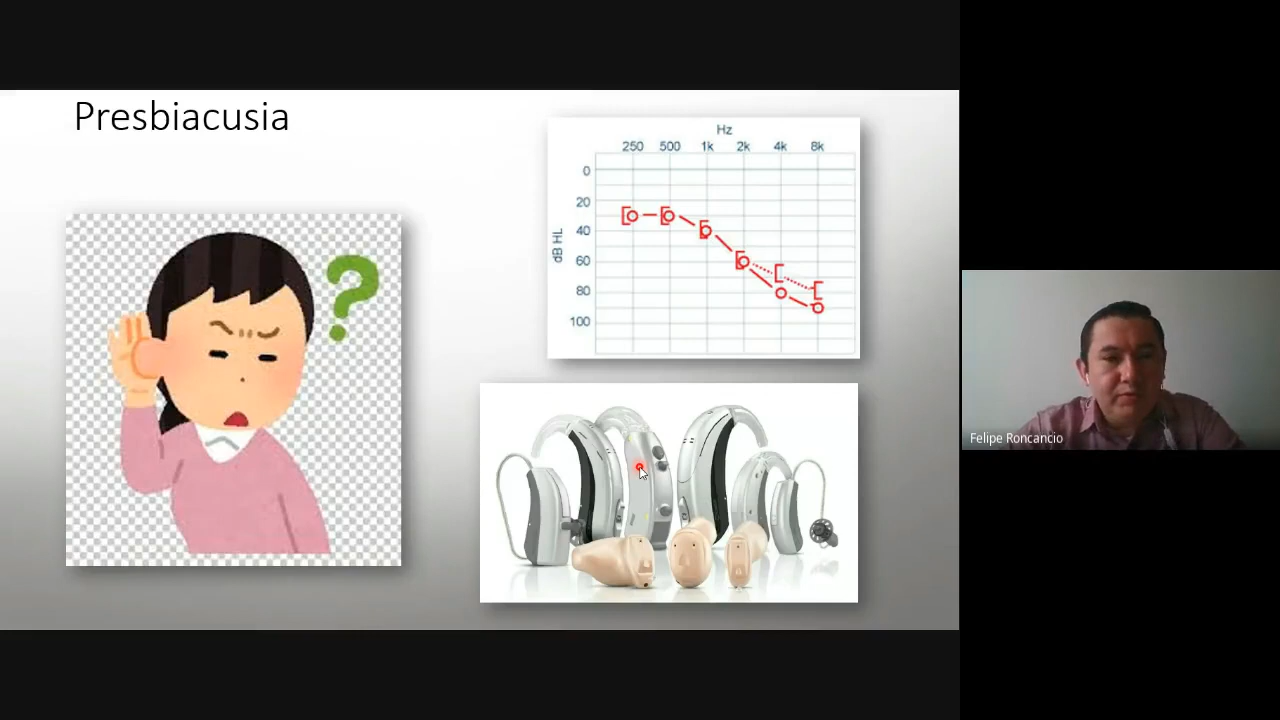 Presbiacusia
Hz
250 500 1k 2k 4k 8k
0
20
40
60
80
100
dB HL
Felipe Roncancio